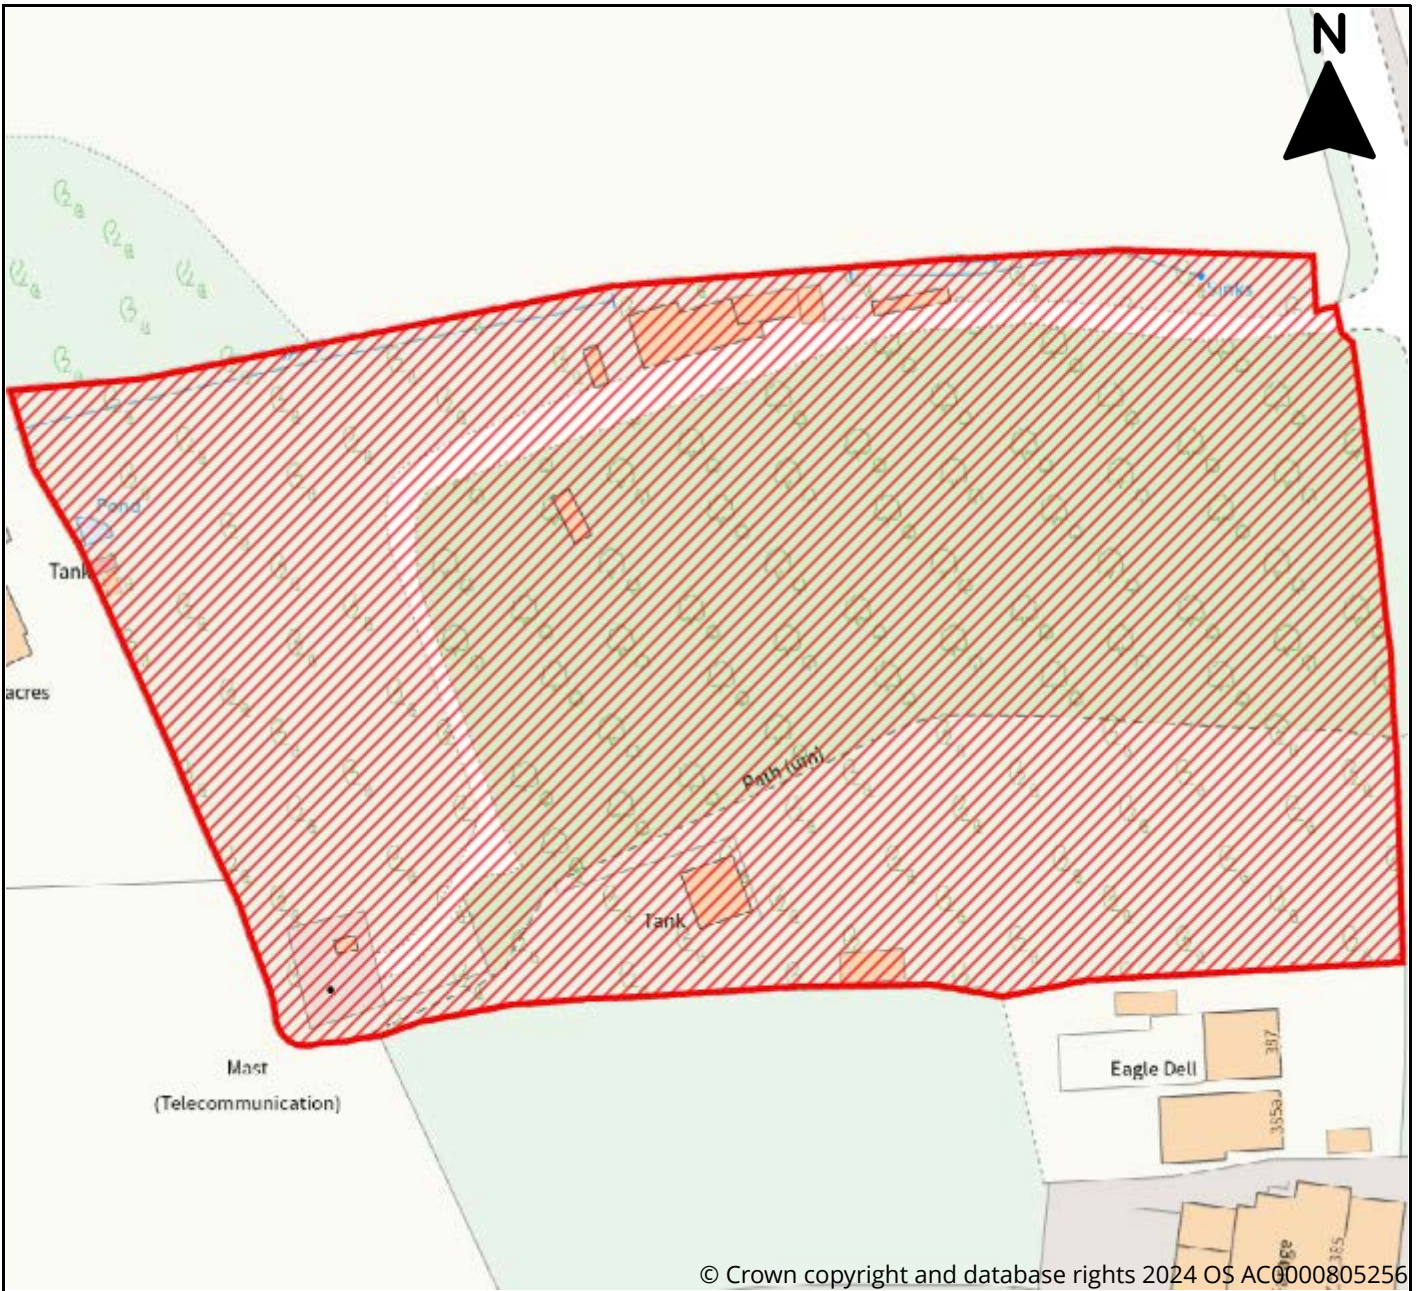 N
Sinks
Pond
Tank
acres
Path (um)
Tank
Mast
(Telecommunication)
Eagle Dell
387
385a
385
© Crown copyright and database rights 2024 OS AC0000805256